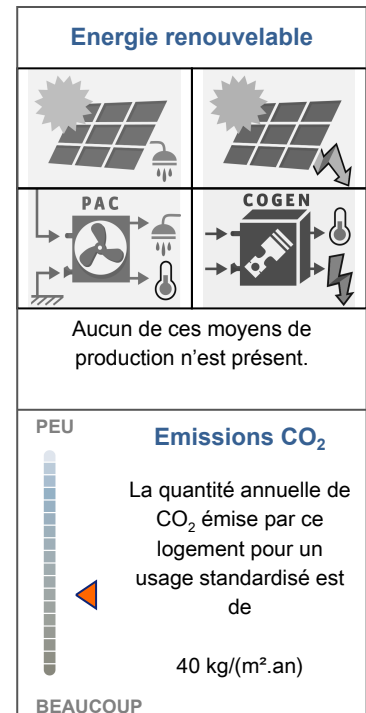 Energie renouvelable
PAC
COGEN
Aucun de ces moyens de
production n'est présent.
PEU
Emissions CO₂
La quantité annuelle de
CO₂ émise par ce
logement pour un
usage standardisé est
de
40 kg/(m².an)
BEAUCOUP